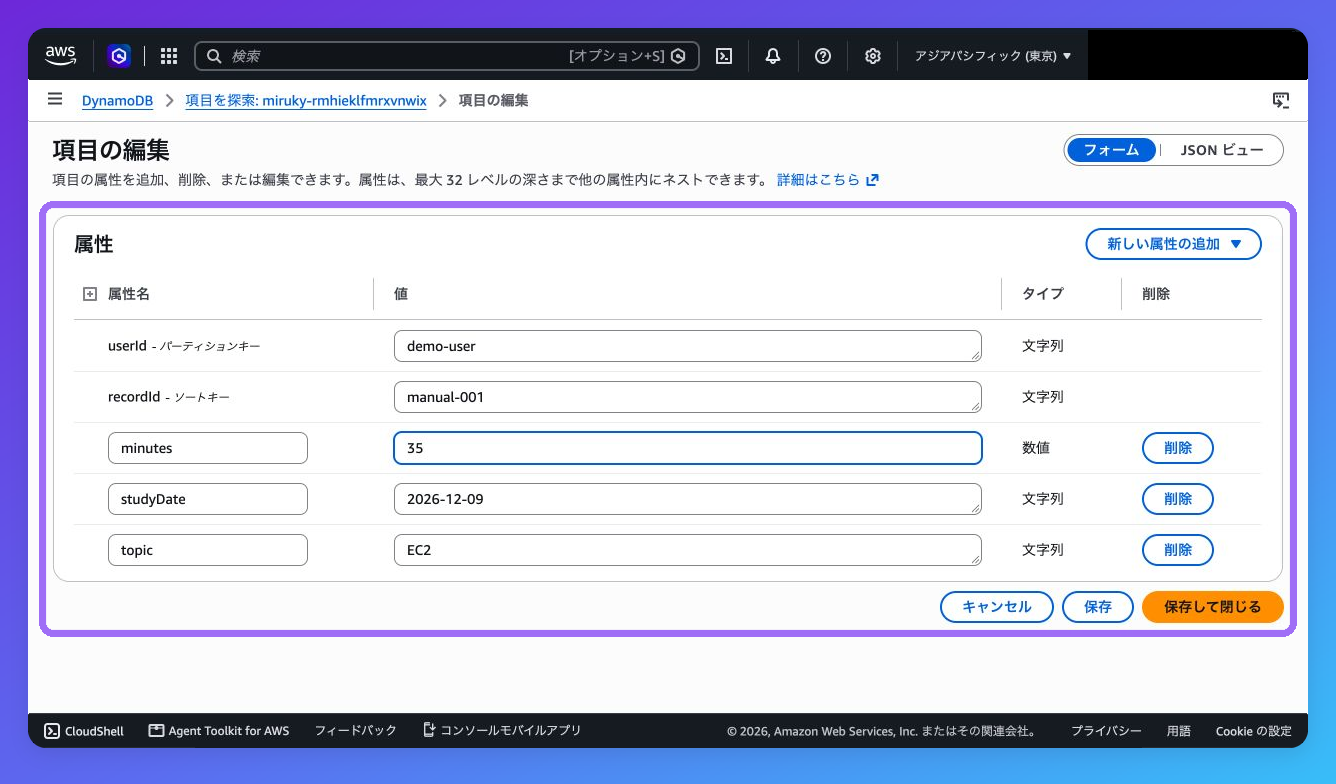 aws 検索 [オプション+S] アジアパシフィック (東京) ▼
DynamoDB > 項目を探索: miruky-rmhieklfmrxvnwix > 項目の編集
項目の編集
フォーム | JSON ビュー
項目の属性を追加、削除、または編集できます。属性は、最大 32 レベルの深さまで他の属性内にネストできます。 詳細はこちら
属性
新しい属性の追加 ▼
属性名 値 タイプ 削除
userId - パーティションキー demo-user 文字列
recordId - ソートキー manual-001 文字列
minutes 35 数値 削除
studyDate 2026-12-09 文字列 削除
topic EC2 文字列 削除
キャンセル 保存 保存して閉じる
CloudShell Agent Toolkit for AWS フィードバック コンソールモバイルアプリ © 2026, Amazon Web Services, Inc. またはその関連会社。 プライバシー 用語 Cookie の設定